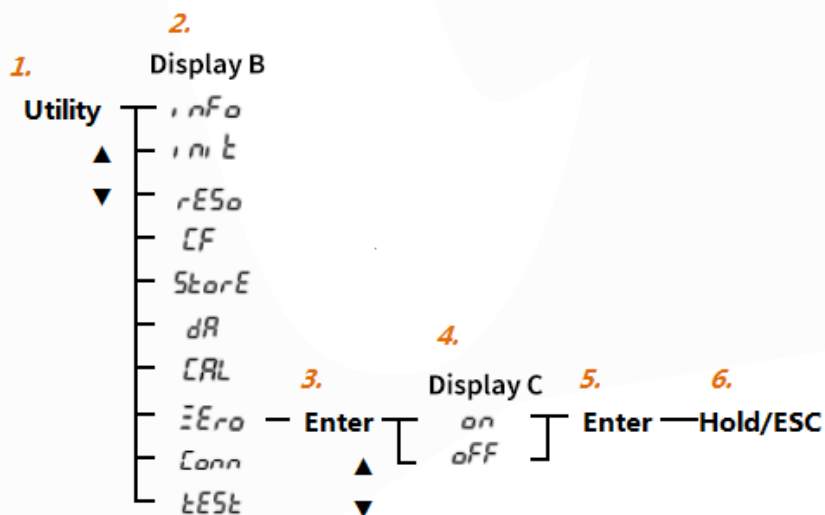 2.
Display B
1.
Utility
inFo
init
rESo
CF
StorE
dA
CAL
ZEro
Conn
tESt
▲
▼
3.
Enter
▲
▼
4.
Display C
on
oFF
5.
Enter
6.
Hold/ESC